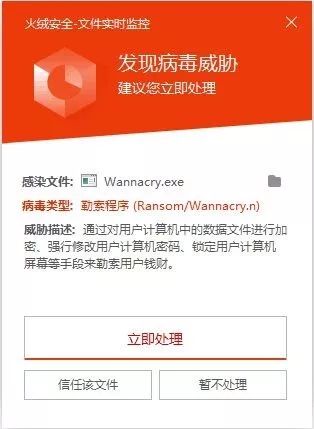 火绒安全-文件实时监控
发现病毒威胁
建议您立即处理
感染文件: Wannacry.exe
病毒类型: 勒索程序 (Ransom/Wannacry.n)
威胁描述: 通过对用户计算机中的数据文件进行加
密、强行修改用户计算机密码、锁定用户计算机
屏幕等手段来勒索用户钱财。
立即处理
信任该文件
暂不处理